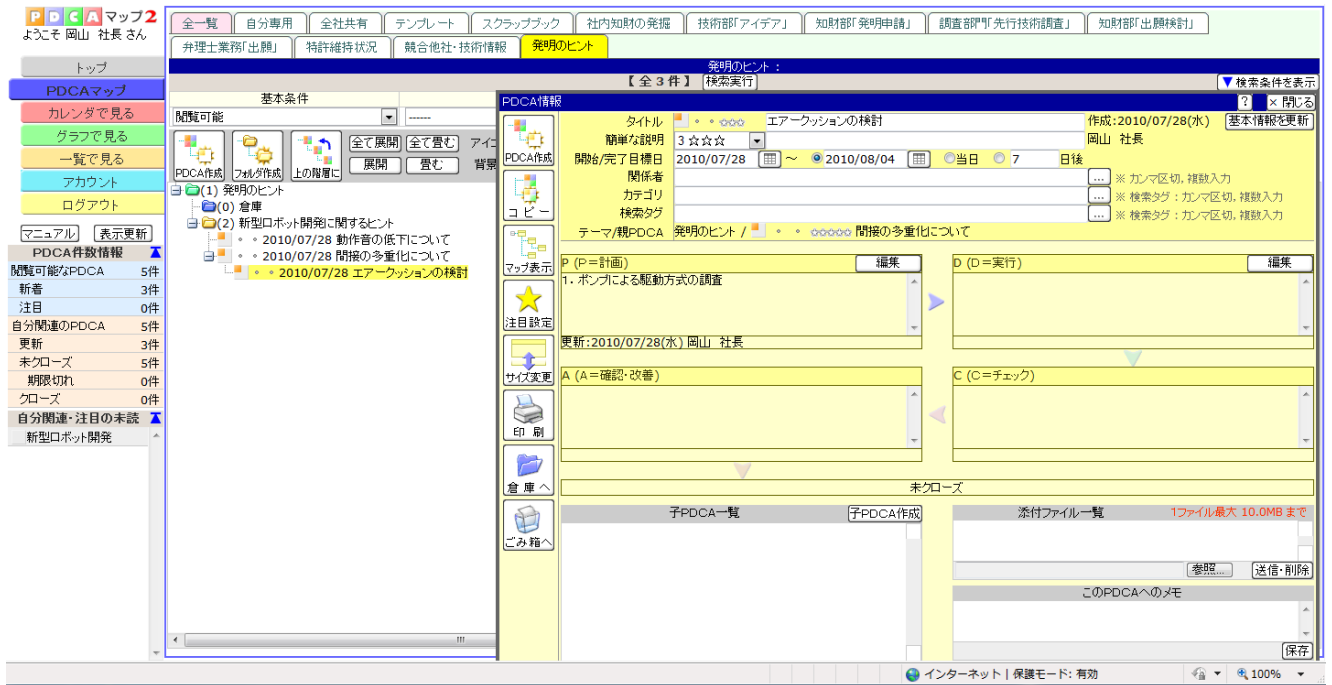 PDCAマップ2
ようこそ 岡山 社長 さん
トップ
PDCAマップ
カレンダで見る
グラフで見る
一覧で見る
アカウント
ログアウト
マニュアル 表示更新
PDCA件数情報
閲覧可能なPDCA 5件
新着 3件
注目 0件
自分関連のPDCA 5件
更新 3件
未クローズ 5件
期限切れ 0件
クローズ 0件
自分関連・注目の未読
新型ロボット開発
全一覧 自分専用 全社共有 テンプレート スクラップブック 社内知財の発掘 技術部「アイデア」 知財部「発明申請」 調査部門「先行技術調査」 知財部「出願検討」
弁理士業務「出願」 特許維持状況 競合他社・技術情報 発明のヒント
発明のヒント :
【 全 3 件 】 検索実行 ▼検索条件を表示
基本条件
閲覧可能 ------
PDCA作成 フォルダ作成 上の階層に
全て展開 全て畳む アイコ
展開 畳む 背景
(1) 発明のヒント
(0) 倉庫
(2) 新型ロボット開発に関するヒント
2010/07/28 動作音の低下について
2010/07/28 間接の多重化について
2010/07/28 エアークッションの検討
PDCA情報 ? × 閉じる
PDCA作成
コピー
マップ表示
注目設定
サイズ変更
印 刷
倉庫へ
ごみ箱へ
タイトル ☆☆☆ エアークッションの検討 作成:2010/07/28(水) 基本情報を更新
簡単な説明 3 ☆☆☆ 岡山 社長
開始/完了目標日 2010/07/28 ～ 2010/08/04 当日 7 日後
関係者 ... ※ カンマ区切, 複数入力
カテゴリ ... ※ 検索タグ : カンマ区切, 複数入力
検索タグ ... ※ 検索タグ : カンマ区切, 複数入力
テーマ/親PDCA 発明のヒント / ☆☆☆☆☆ 間接の多重化について
P (P＝計画) 編集
1. ポンプによる駆動方式の調査
更新:2010/07/28(水) 岡山 社長
D (D＝実行) 編集
A (A＝確認・改善)
C (C＝チェック)
未クローズ
子PDCA一覧 子PDCA作成
添付ファイル一覧 1ファイル最大 10.0MB まで
参照... 送信・削除
このPDCAへのメモ
保存
インターネット | 保護モード: 有効 100%